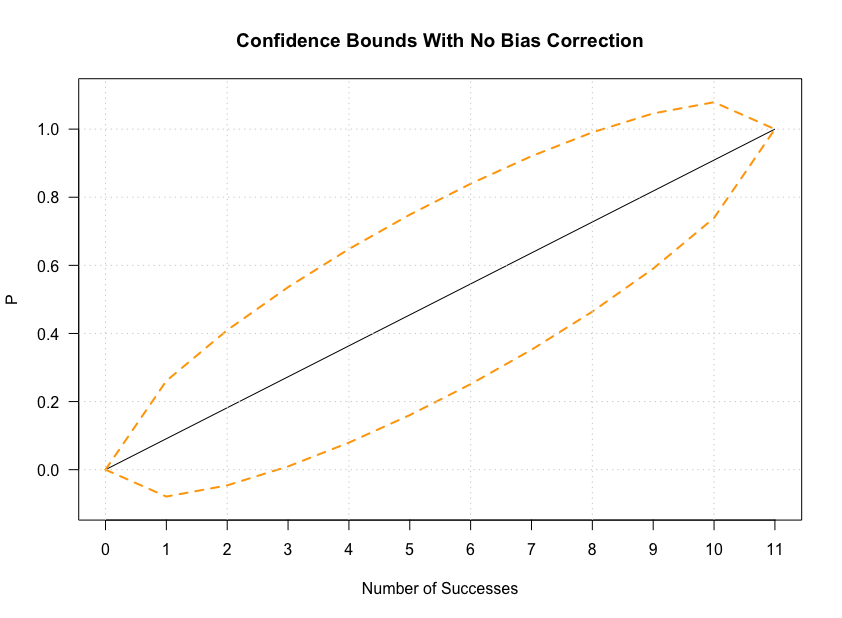 Confidence Bounds With No Bias Correction
1.0
0.8
0.6
0.4
0.2
0.0
P
0 1 2 3 4 5 6 7 8 9 10 11
Number of Successes